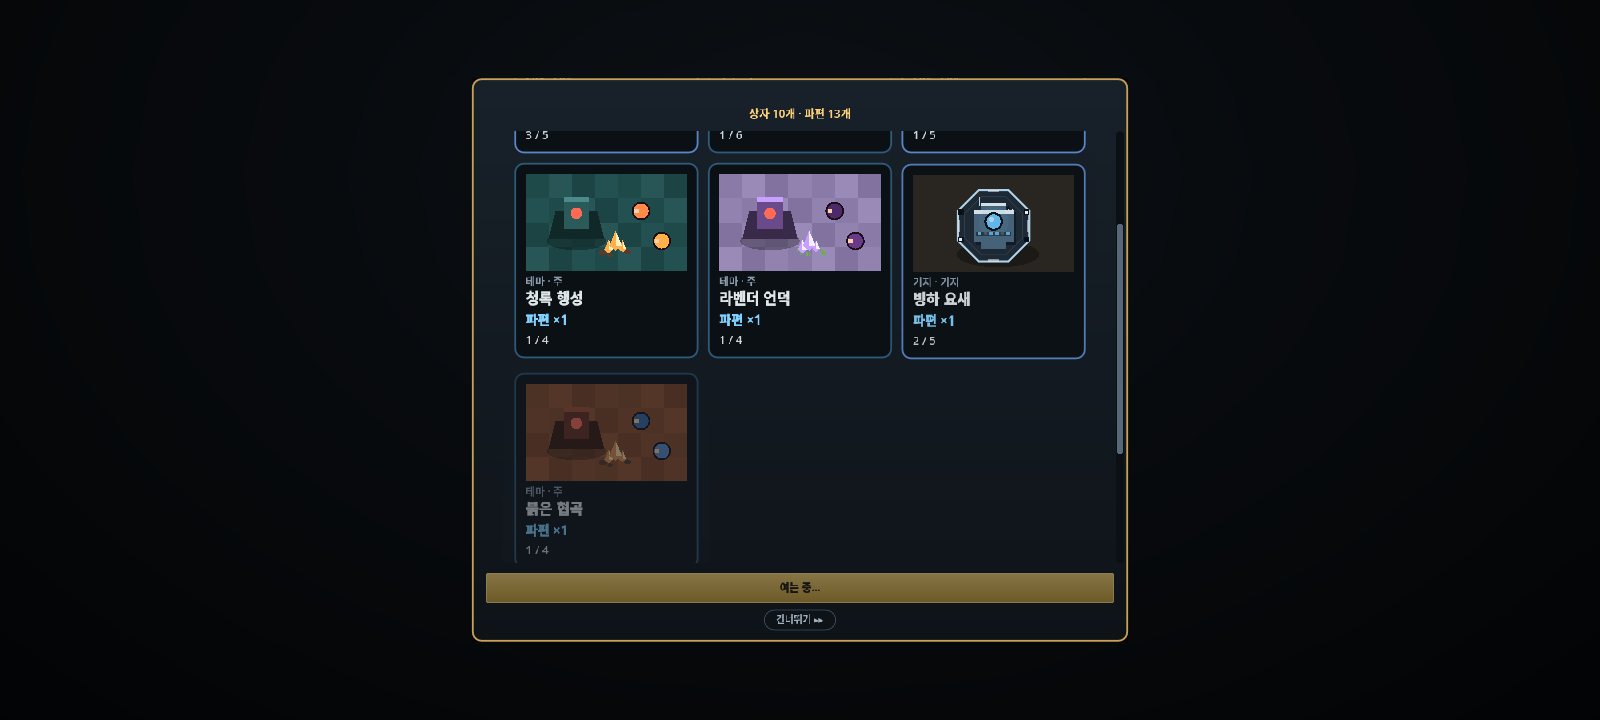 상자 10개 · 파편 13개
3 / 5
1 / 6
1 / 5
테마 · 주
청록 행성
파편 ×1
1 / 4
테마 · 주
라벤더 언덕
파편 ×1
1 / 4
기지 · 기지
빙하 요새
파편 ×1
2 / 5
테마 · 주
붉은 협곡
파편 ×1
1 / 4
여는 중…
건너뛰기 ▸▸